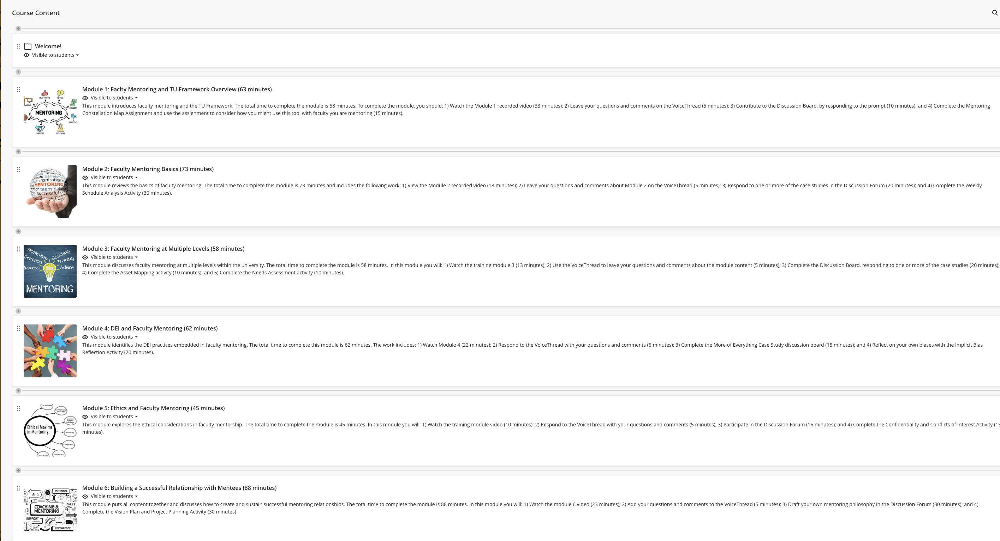 Course Content
Welcome!
Visible to students
MOTIVATION
ADVICE
TRAINING
SUCCESS
MENTORING
SUPPORT
COACHING
Module 1: Faclty Mentoring and TU Framework Overview (63 minutes)
Visible to students
This module introduces faculty mentoring and the TU Framework. The total time to complete the module is 58 minutes. To complete the module, you should: 1) Watch the Module 1 recorded video (33 minutes); 2) Leave your questions and comments on the VoiceThread (5 minutes); 3) Contribute to the Discussion Board, by responding to the prompt (10 minutes); and 4) Complete the Mentoring
Constellation Map Assignment and use the assignment to consider how you might use this tool with faculty you are mentoring (15 minutes).
influence
people develop
inspiration
MENTORING
mentor team
successful
corporate
Module 2: Faculty Mentoring Basics (73 minutes)
Visible to students
This module reviews the basics of faculty mentoring. The total time to complete this module is 73 minutes and includes the following work: 1) View the Module 2 recorded video (18 minutes); 2) Leave your questions and comments about Module 2 on the VoiceThread (5 minutes); 3) Respond to one or more of the case studies in the Discussion Forum (20 minutes); and 4) Complete the Weekly
Schedule Analysis Activity (30 minutes).
Motivation Coaching
Direction Training
Success Advice
MENTORING
Module 3: Faculty Mentoring at Multiple Levels (58 minutes)
Visible to students
This module discusses faculty mentoring at multiple levels within the university. The total time to complete the module is 58 minutes. In this module you will: 1) Watch the training module 3 (13 minutes); 2) Use the VoiceThread to leave your questions and comments about the module content (5 minutes); 3) Complete the Discussion Board, responding to one or more of the case studies (20 minutes);
4) Complete the Asset Mapping activity (10 minutes); and 5) Complete the Needs Assessment activity (10 minutes).
Module 4: DEI and Faculty Mentoring (62 minutes)
Visible to students
This module identifies the DEI practices embedded in faculty mentoring. The total time to complete this module is 62 minutes. The work includes: 1) Watch Module 4 (22 minutes); 2) Respond to the VoiceThread with your questions and comments (5 minutes); 3) Complete the More of Everything Case Study discussion board (15 minutes); and 4) Reflect on your own biases with the Implicit Bias
Reflection Activity (20 minutes).
Do no harm
Communicate Honestly
Examine Power & Privilege
Ethical Maxims
in Mentoring
Autonomy
Competence
Confidentiality
Availability
Module 5: Ethics and Faculty Mentoring (45 minutes)
Visible to students
This module explores the ethical considerations in faculty mentorship. The total time to complete the module is 45 minutes. In this module you will: 1) Watch the training module video (10 minutes); 2) Respond to the VoiceThread with your questions and comments (5 minutes); 3) Participate in the Discussion Forum (15 minutes); and 4) Complete the Confidentiality and Conflicts of Interest Activity (15
minutes).
POTENTIAL
COACHING &
MENTORING
SKILLS
SUPPORT
KNOWLEDGE
Module 6: Building a Successful Relationship with Mentees (88 minutes)
Visible to students
This module puts all content together and discusses how to create and sustain successful mentoring relationships. The total time to complete the module is 88 minutes. In this module you will: 1) Watch the module 6 video (23 minutes); 2) Add your questions and comments to the VoiceThread (5 minutes); 3) Draft your own mentoring philosophy in the Discussion Forum (30 minutes); and 4)
Complete the Vision Plan and Project Planning Activity (30 minutes)